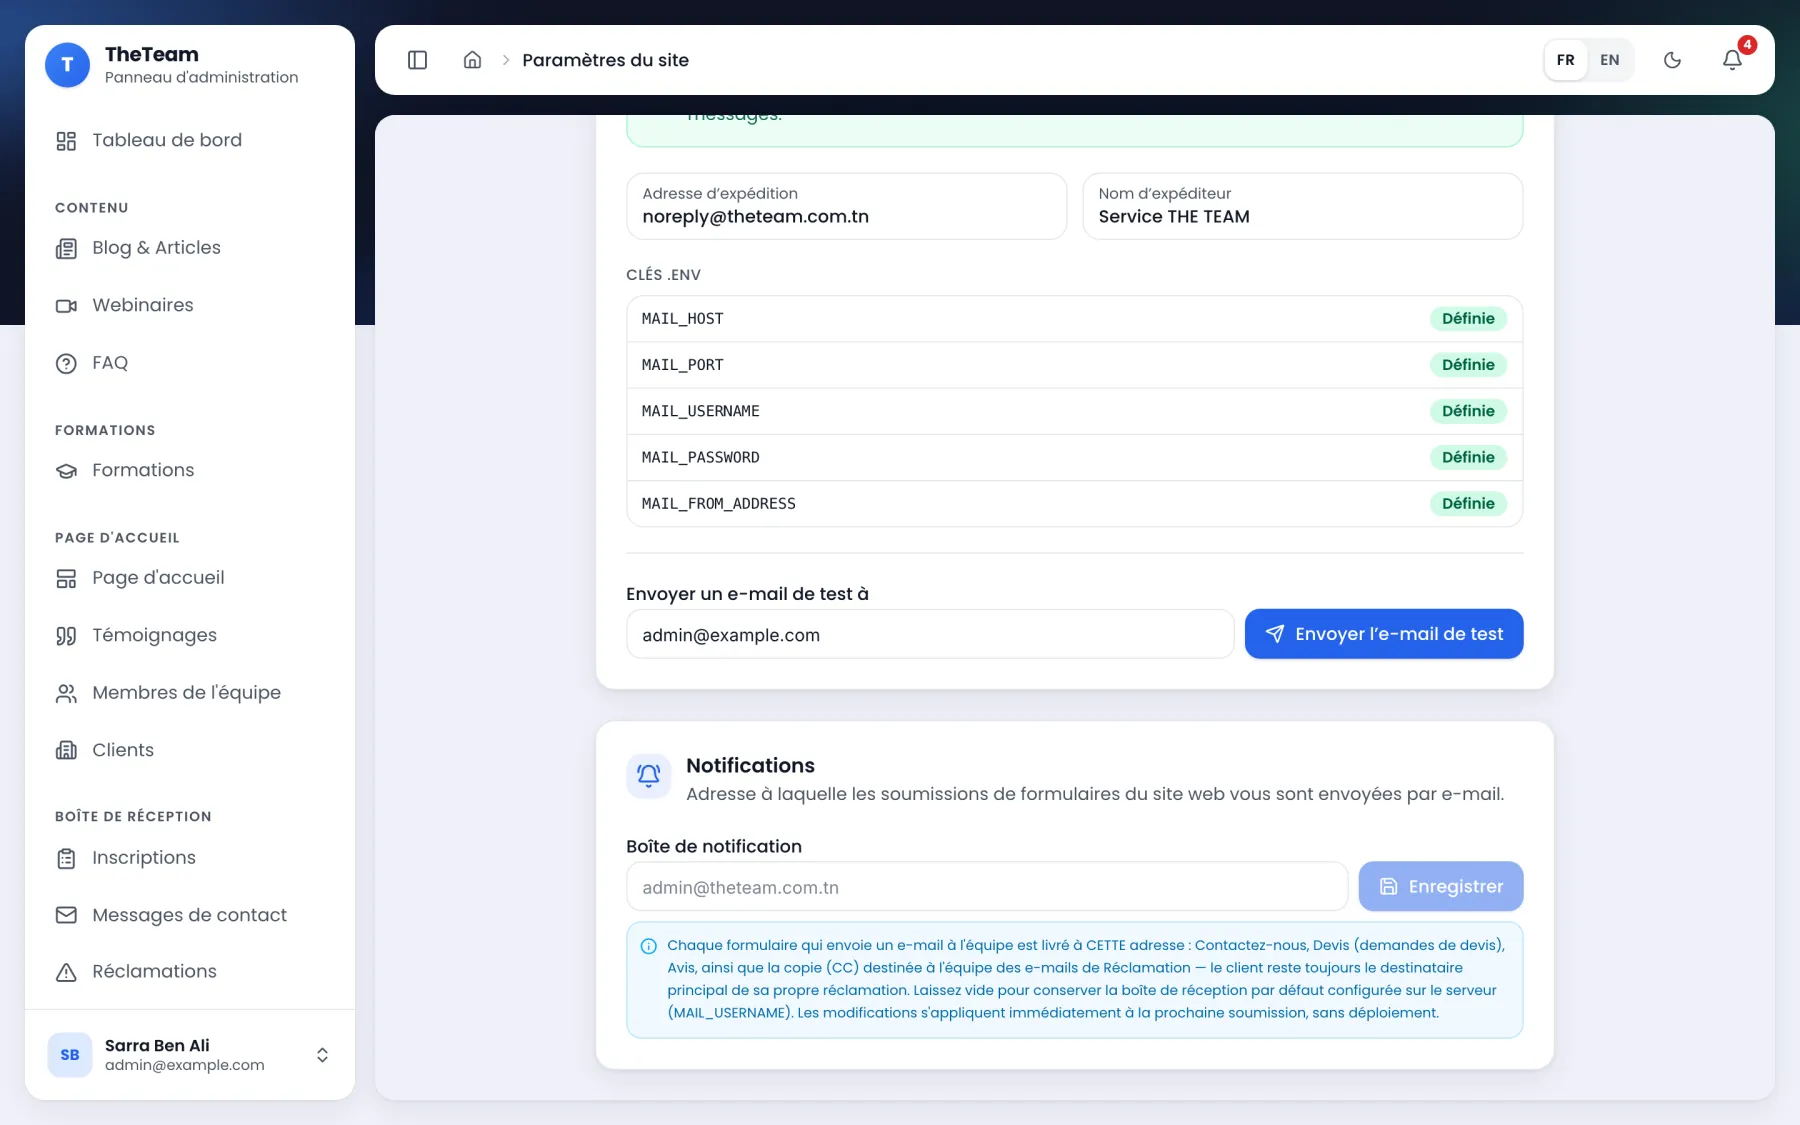 T
TheTeam
Panneau d'administration
Tableau de bord
CONTENU
Blog & Articles
Webinaires
FAQ
FORMATIONS
Formations
PAGE D'ACCUEIL
Page d'accueil
Témoignages
Membres de l'équipe
Clients
BOÎTE DE RÉCEPTION
Inscriptions
Messages de contact
Réclamations
SB
Sarra Ben Ali
admin@example.com
Paramètres du site
FR
EN
4
messages.
Adresse d’expédition
noreply@theteam.com.tn
Nom d’expéditeur
Service THE TEAM
CLÉS .ENV
MAIL_HOST
Définie
MAIL_PORT
Définie
MAIL_USERNAME
Définie
MAIL_PASSWORD
Définie
MAIL_FROM_ADDRESS
Définie
Envoyer un e-mail de test à
admin@example.com
Envoyer l’e-mail de test
Notifications
Adresse à laquelle les soumissions de formulaires du site web vous sont envoyées par e-mail.
Boîte de notification
admin@theteam.com.tn
Enregistrer
Chaque formulaire qui envoie un e-mail à l'équipe est livré à CETTE adresse : Contactez-nous, Devis (demandes de devis),
Avis, ainsi que la copie (CC) destinée à l'équipe des e-mails de Réclamation — le client reste toujours le destinataire
principal de sa propre réclamation. Laissez vide pour conserver la boîte de réception par défaut configurée sur le serveur
(MAIL_USERNAME). Les modifications s'appliquent immédiatement à la prochaine soumission, sans déploiement.